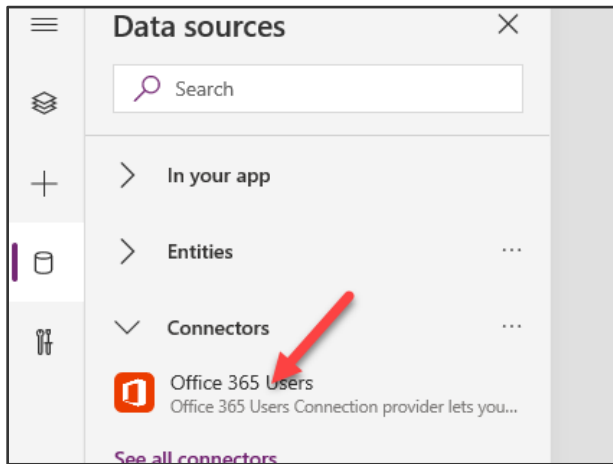 Data sources
Search
In your app
Entities
Connectors
Office 365 Users
Office 365 Users Connection provider lets you...
See all connectors